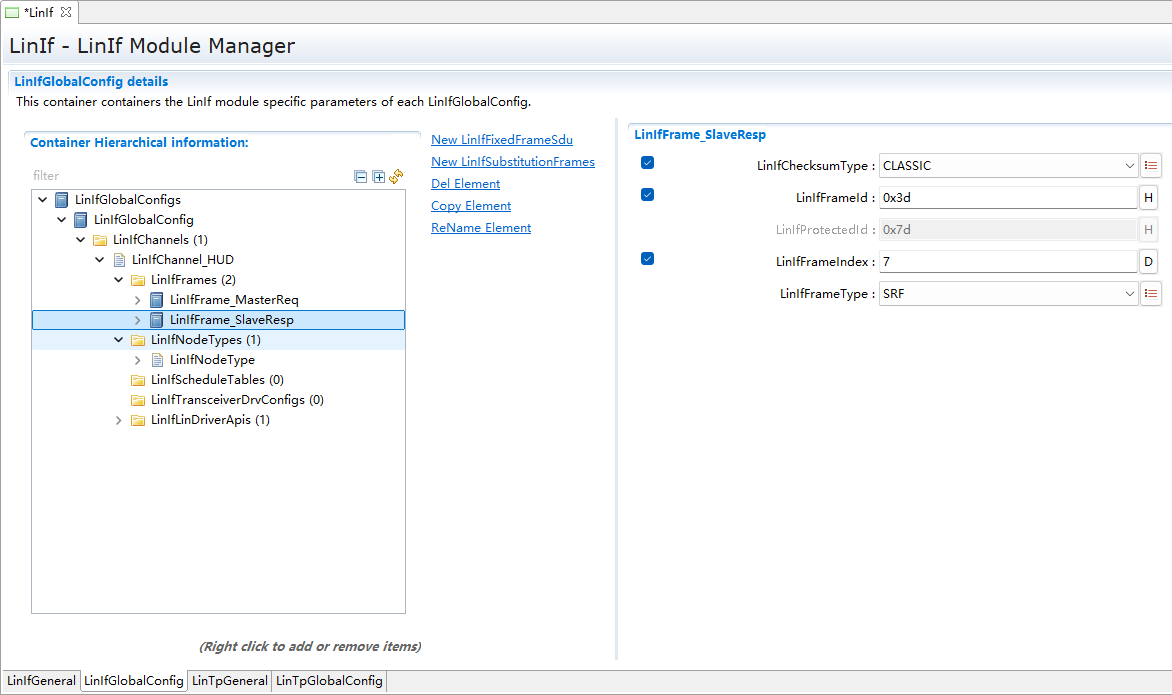 *LinIf
LinIf - LinIf Module Manager
LinIfGlobalConfig details
This container containers the LinIf module specific parameters of each LinIfGlobalConfig.
Container Hierarchical information:
filter
LinIfGlobalConfigs
LinIfGlobalConfig
LinIfChannels (1)
LinIfChannel_HUD
LinIfFrames (2)
LinIfFrame_MasterReq
LinIfFrame_SlaveResp
LinIfNodeTypes (1)
LinIfNodeType
LinIfScheduleTables (0)
LinIfTransceiverDrvConfigs (0)
LinIfLinDriverApis (1)
(Right click to add or remove items)
New LinIfFixedFrameSdu
New LinIfSubstitutionFrames
Del Element
Copy Element
ReName Element
LinIfFrame_SlaveResp
LinIfChecksumType : CLASSIC
LinIfFrameId : 0x3d H
LinIfProtectedId : 0x7d H
LinIfFrameIndex : 7 D
LinIfFrameType : SRF
LinIfGeneral LinIfGlobalConfig LinTpGeneral LinTpGlobalConfig